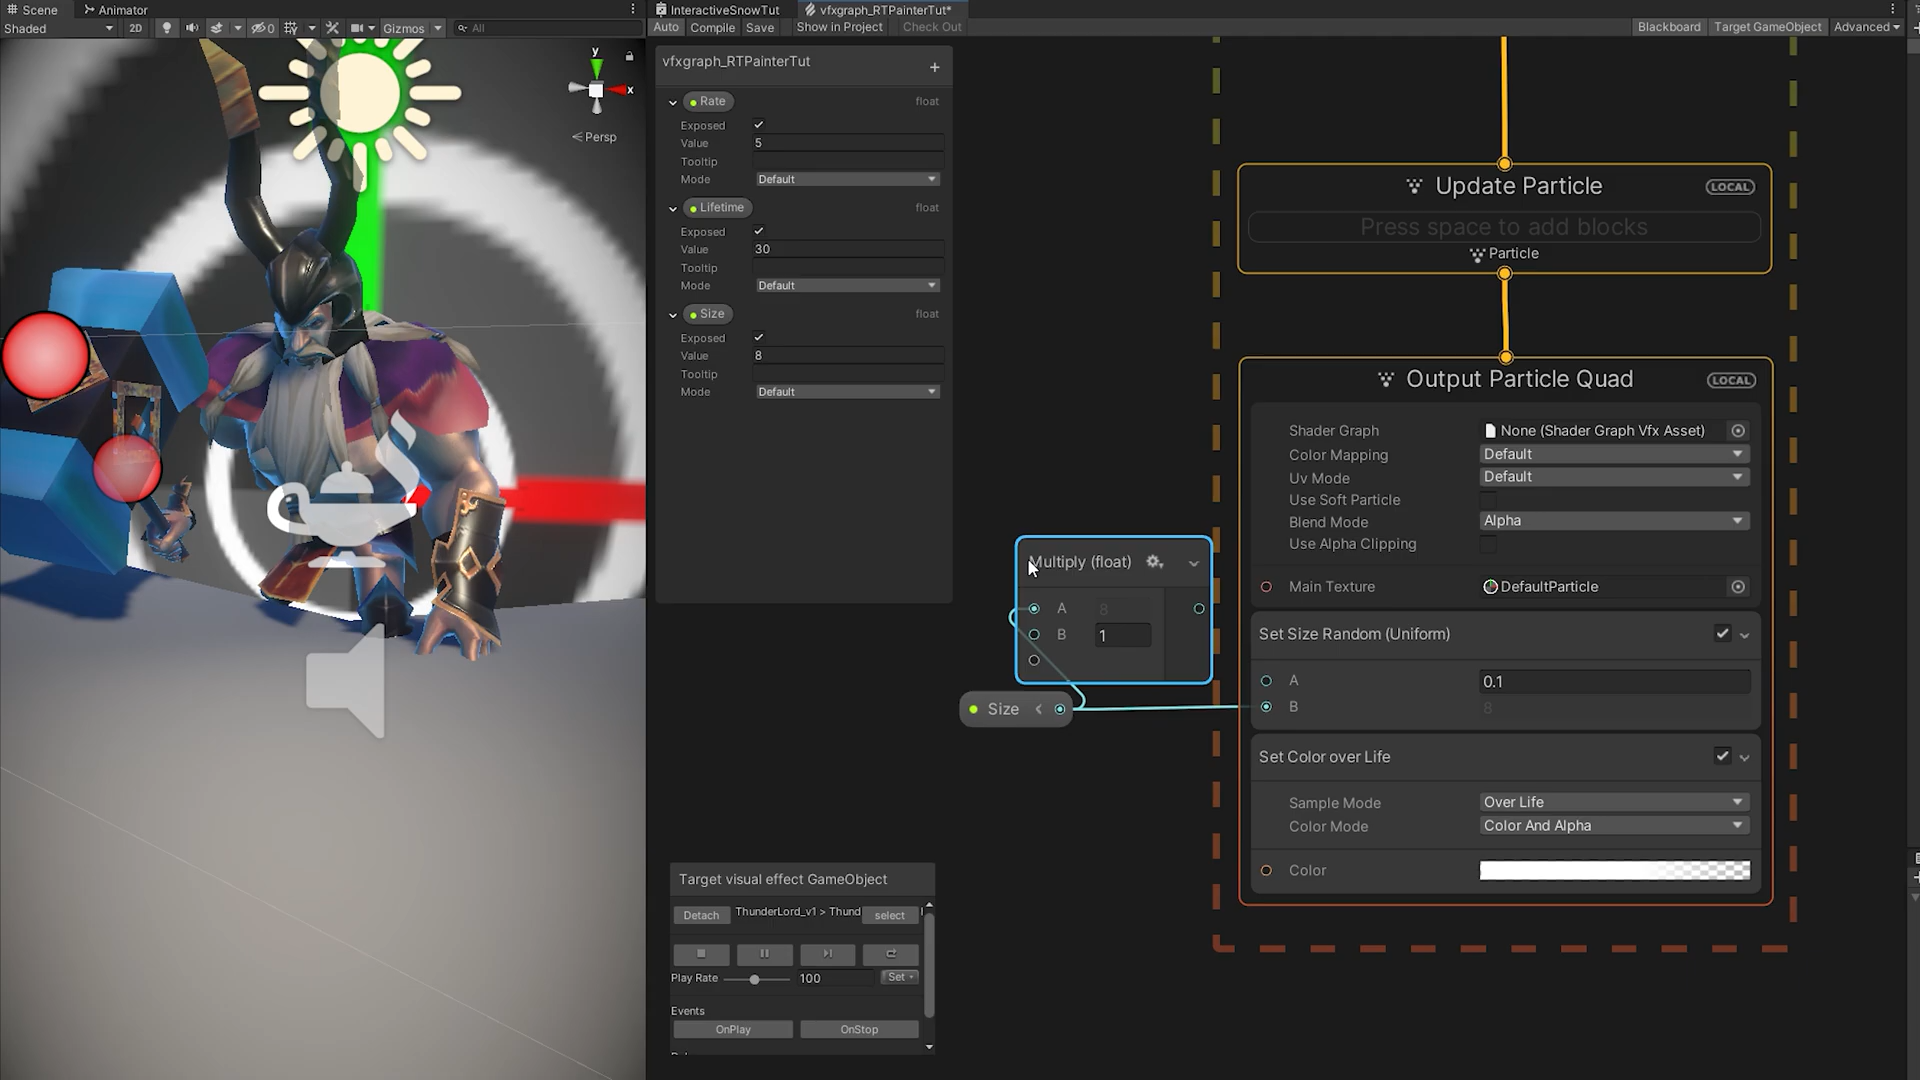 Scene
Animator
InteractiveSnowTut
vfxgraph_RTPainterTut*
Shaded
2D
0
Gizmos
All
Auto
Compile
Save
Show in Project
Check Out
Blackboard
Target GameObject
Advanced
y
x
Persp
vfxgraph_RTPainterTut
+
Rate
float
Exposed
Value
5
Tooltip
Mode
Default
Lifetime
float
Exposed
Value
30
Tooltip
Mode
Default
Size
float
Exposed
Value
8
Tooltip
Mode
Default
Update Particle
LOCAL
Press space to add blocks
Particle
Output Particle Quad
LOCAL
Shader Graph
None (Shader Graph Vfx Asset)
Color Mapping
Default
Uv Mode
Default
Use Soft Particle
Blend Mode
Alpha
Use Alpha Clipping
Main Texture
DefaultParticle
Multiply (float)
A
8
B
1
Size
Set Size Random (Uniform)
A
0.1
B
8
Set Color over Life
Sample Mode
Over Life
Color Mode
Color And Alpha
Color
Target visual effect GameObject
Detach
ThunderLord_v1 > Thund
select
Play Rate
100
Set
Events
OnPlay
OnStop